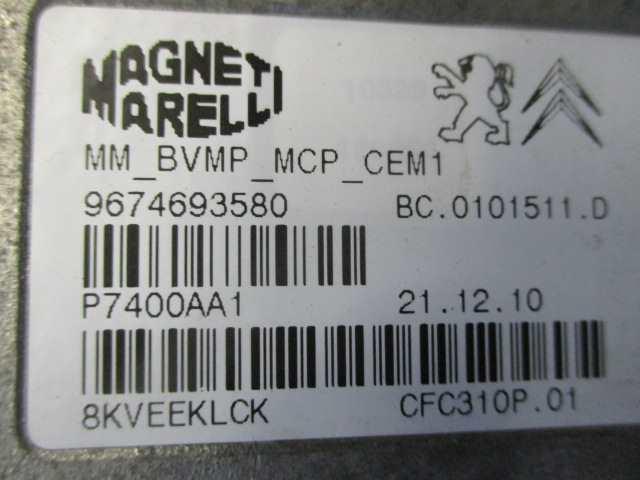 MAGNETI
MARELLI
MM_BVMP_MCP_CEM1
9674693580 BC.0101511.D
P7400AA1 21.12.10
8KVEEKLCK CFC310P.01